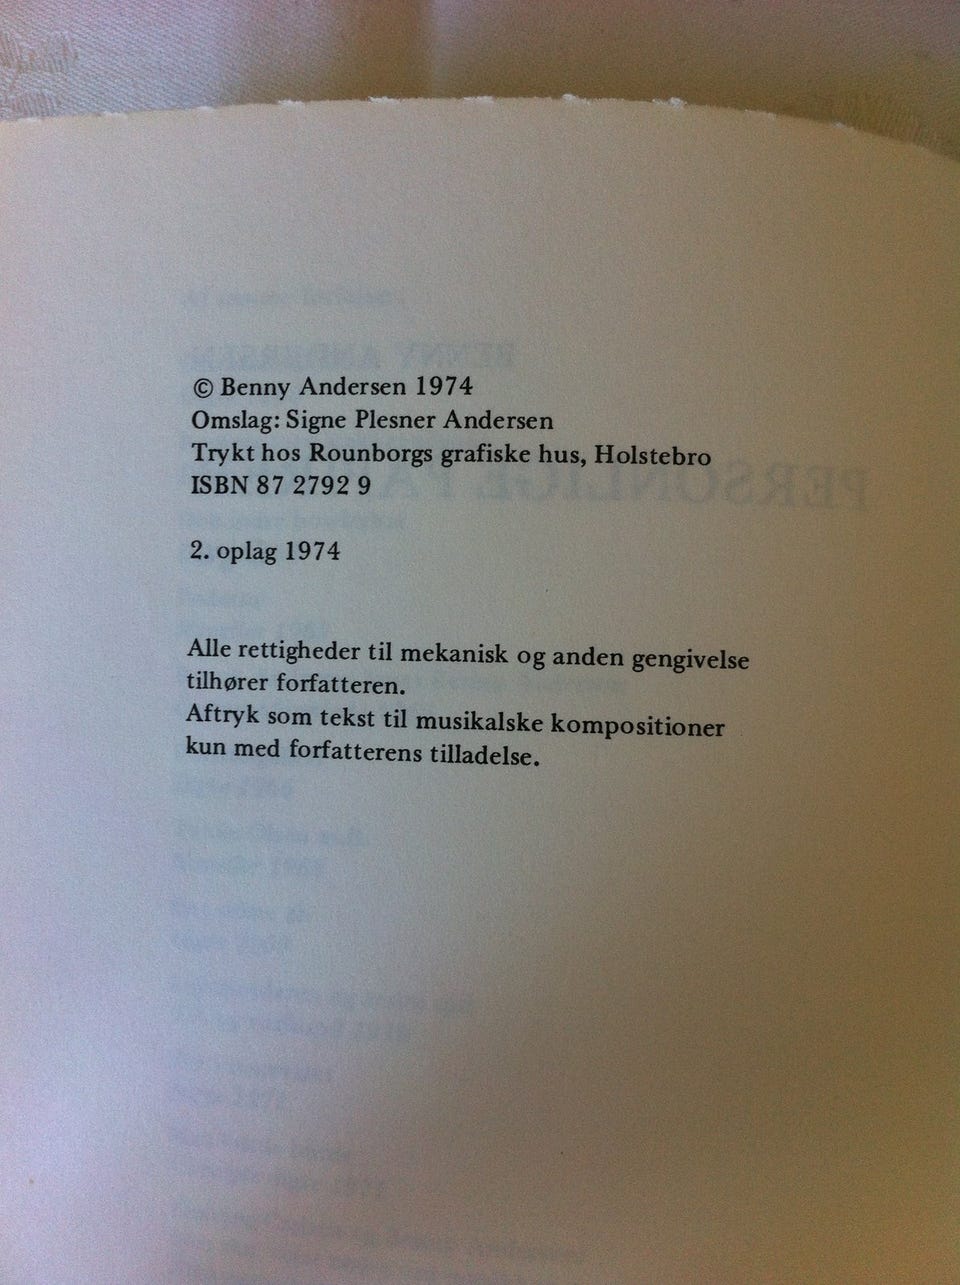 © Benny Andersen 1974
Omslag: Signe Plesner Andersen
Trykt hos Rounborgs grafiske hus, Holstebro
ISBN 87 2792 9
2. oplag 1974
Alle rettigheder til mekanisk og anden gengivelse
tilhører forfatteren.
Aftryk som tekst til musikalske kompositioner
kun med forfatterens tilladelse.